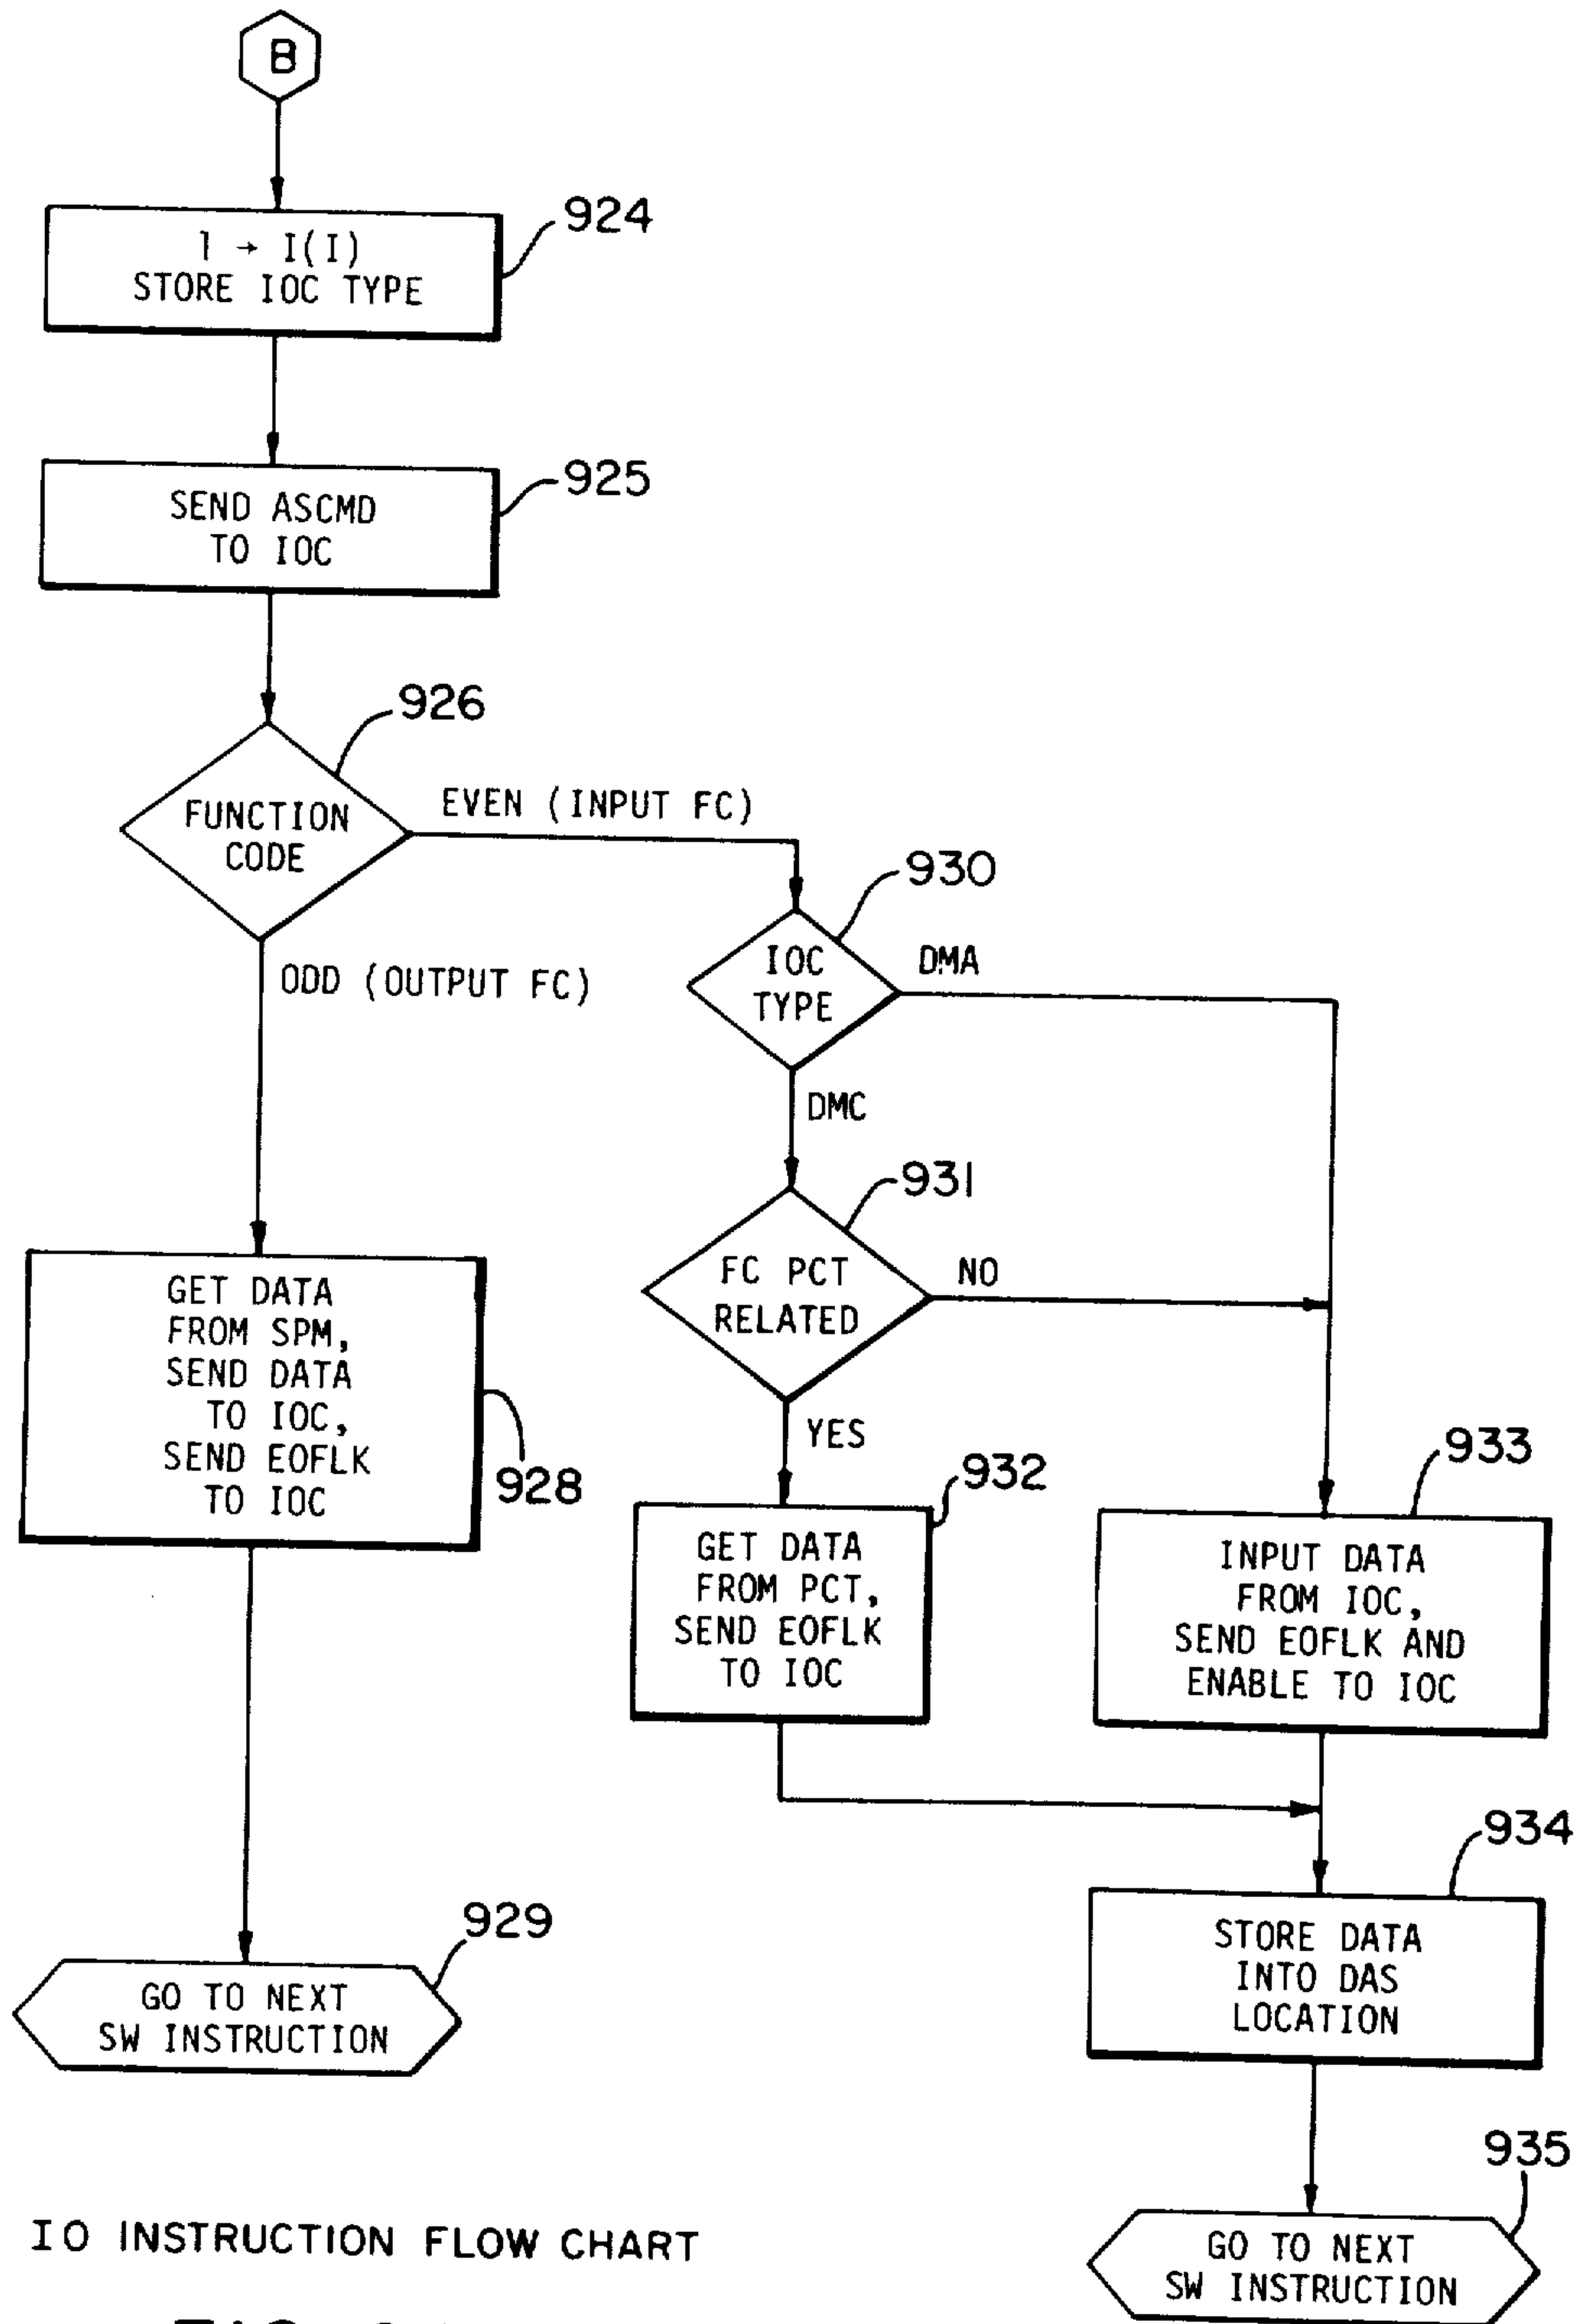 B
924
1 → I(I)
STORE IOC TYPE
925
SEND ASCMD
TO IOC
926
FUNCTION
CODE
EVEN (INPUT FC)
ODD (OUTPUT FC)
930
IOC
TYPE
DMA
DMC
931
FC PCT
RELATED
NO
YES
GET DATA
FROM SPM,
SEND DATA
TO IOC,
SEND EOFLK
TO IOC
928
932
GET DATA
FROM PCT,
SEND EOFLK
TO IOC
933
INPUT DATA
FROM IOC,
SEND EOFLK AND
ENABLE TO IOC
934
STORE DATA
INTO DAS
LOCATION
929
GO TO NEXT
SW INSTRUCTION
935
GO TO NEXT
SW INSTRUCTION
IO INSTRUCTION FLOW CHART